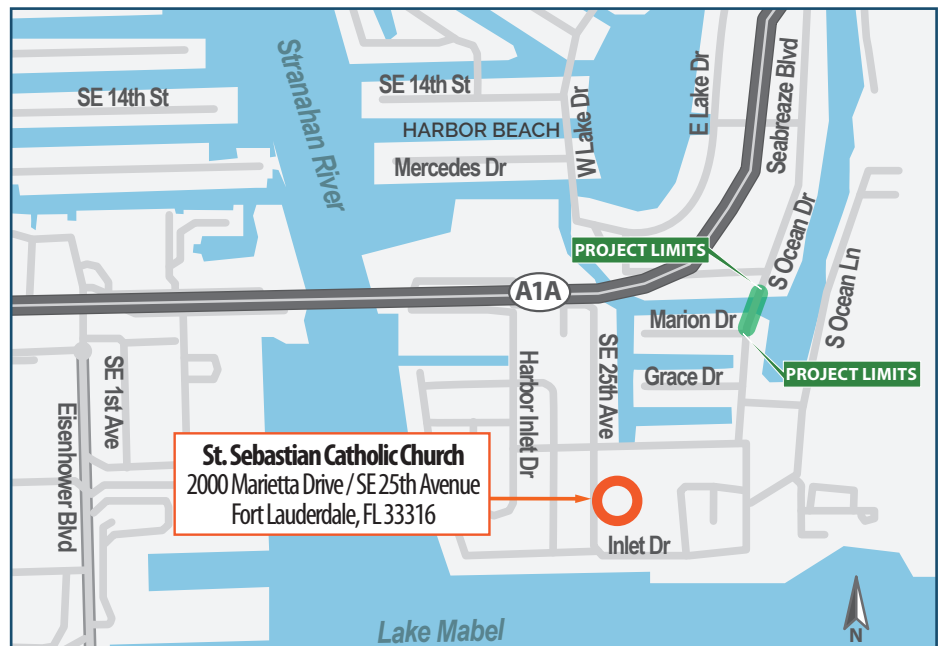 Stranahan River
SE 14th St
SE 14th St
HARBOR BEACH
Mercedes Dr
W Lake Dr
E Lake Dr
Seabreaze Blvd
PROJECT LIMITS
S Ocean Dr
S Ocean Ln
A1A
Marion Dr
PROJECT LIMITS
Grace Dr
SE 25th Ave
Harbor Inlet Dr
SE 1st Ave
Eisenhower Blvd
St. Sebastian Catholic Church
2000 Marietta Drive / SE 25th Avenue
Fort Lauderdale, FL 33316
Inlet Dr
Lake Mabel
N